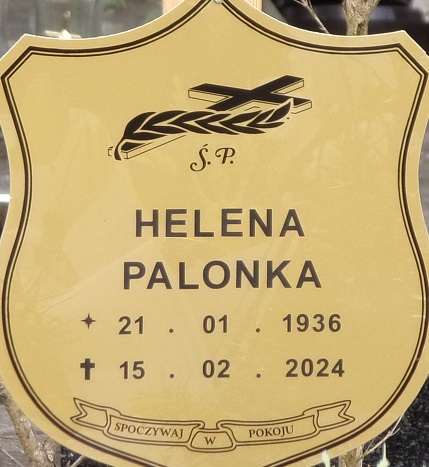 Ś. P.
HELENA
PALONKA
21 . 01 . 1936
15 . 02 . 2024
SPOCZYWAJ W POKOJU